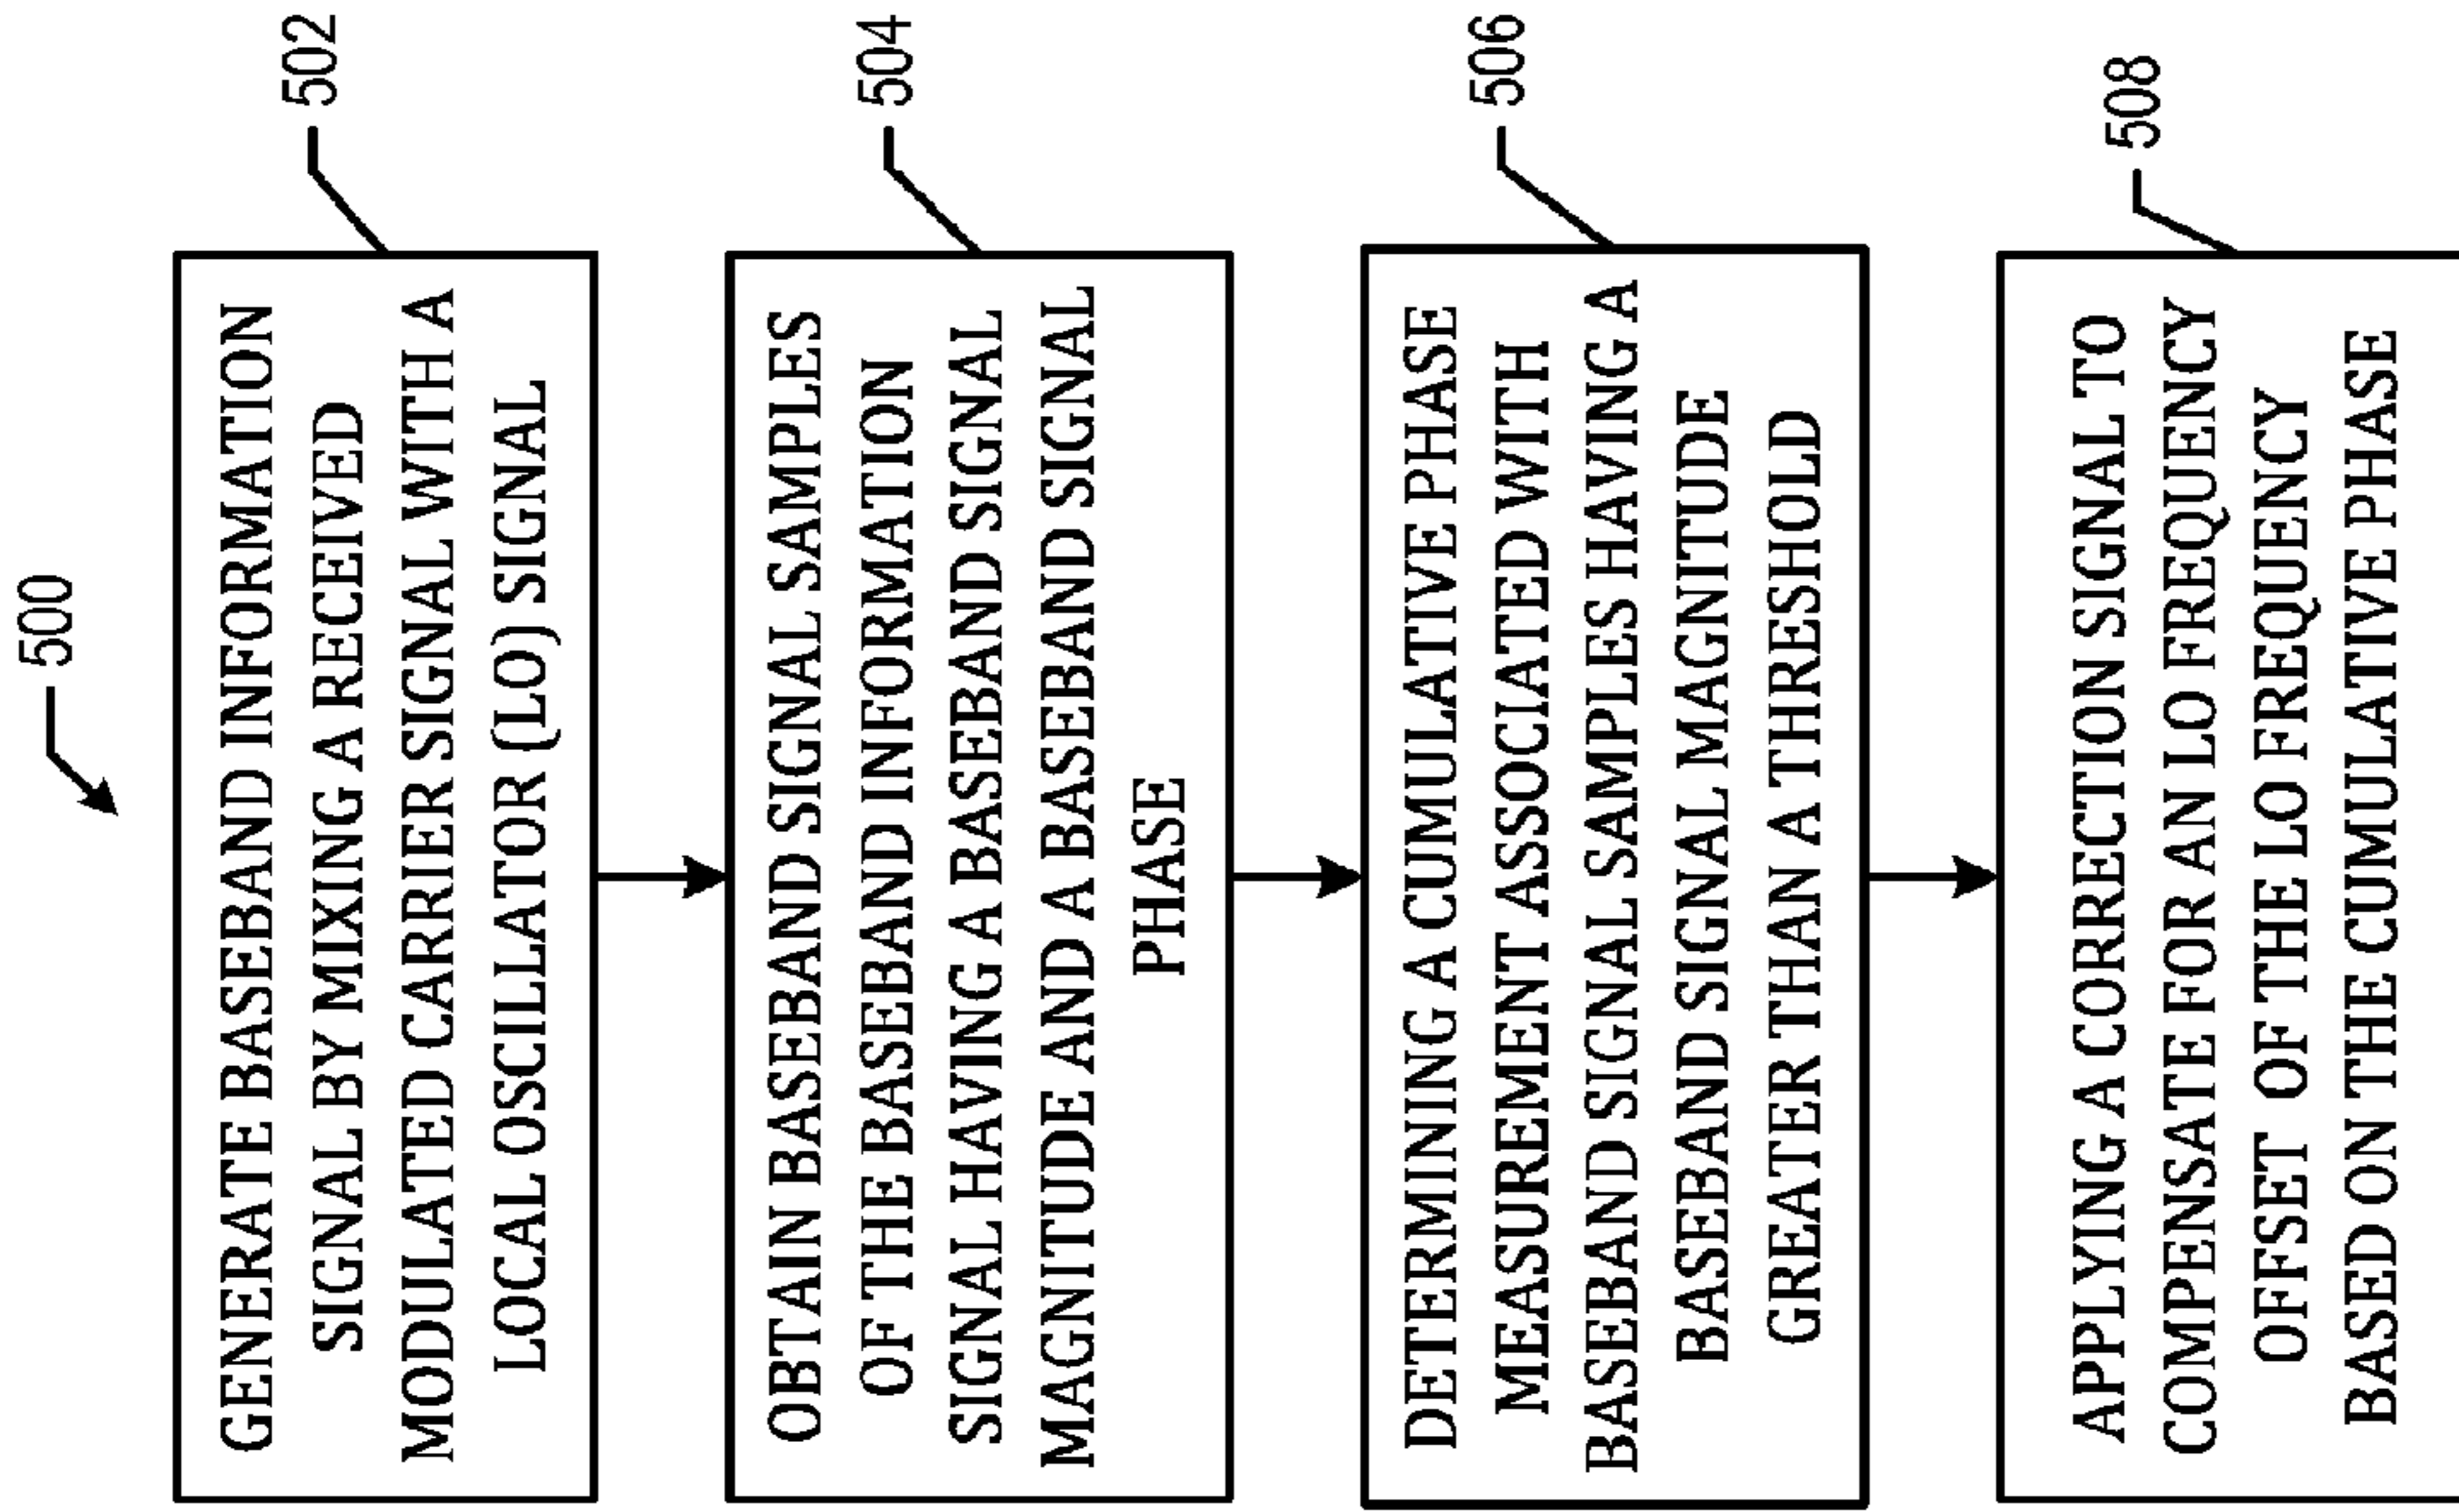 500
GENERATE BASEBAND INFORMATION
SIGNAL BY MIXING A RECEIVED
MODULATED CARRIER SIGNAL WITH A
LOCAL OSCILLATOR (LO) SIGNAL
502
OBTAIN BASEBAND SIGNAL SAMPLES
OF THE BASEBAND INFORMATION
SIGNAL HAVING A BASEBAND SIGNAL
MAGNITUDE AND A BASEBAND SIGNAL
PHASE
504
DETERMINING A CUMULATIVE PHASE
MEASUREMENT ASSOCIATED WITH
BASEBAND SIGNAL SAMPLES HAVING A
BASEBAND SIGNAL MAGNITUDE
GREATER THAN A THRESHOLD
506
APPLYING A CORRECTION SIGNAL TO
COMPENSATE FOR AN LO FREQUENCY
OFFSET OF THE LO FREQUENCY
BASED ON THE CUMULATIVE PHASE
508